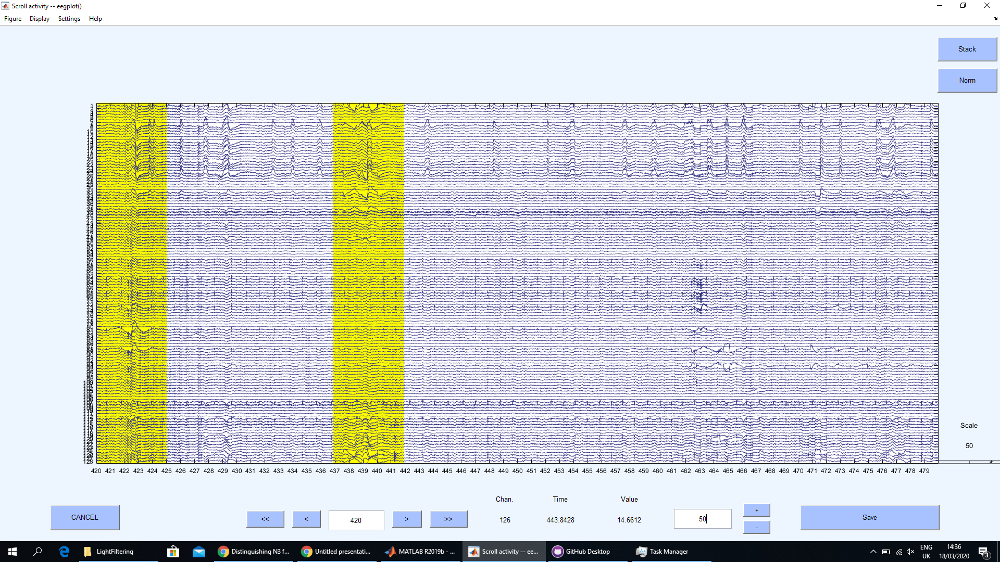 Scroll activity -- eegplot()
Figure Display Settings Help
Stack
Norm
Scale
50
420 421 422 423 424 425 426 427 428 429 430 431 432 433 434 435 436 437 438 439 440 441 442 443 444 445 446 447 448 449 450 451 452 453 454 455 456 457 458 459 460 461 462 463 464 465 466 467 468 469 470 471 472 473 474 475 476 477 478 479
Chan. Time Value
CANCEL << < 420 > >> 126 443.8428 14.6612 50 + - Save
LightFiltering Distinguishing N3 f... Untitled presentati... MATLAB R2019b - ... Scroll activity -- ee... GitHub Desktop Task Manager ENG 14:36
UK 18/03/2020 3